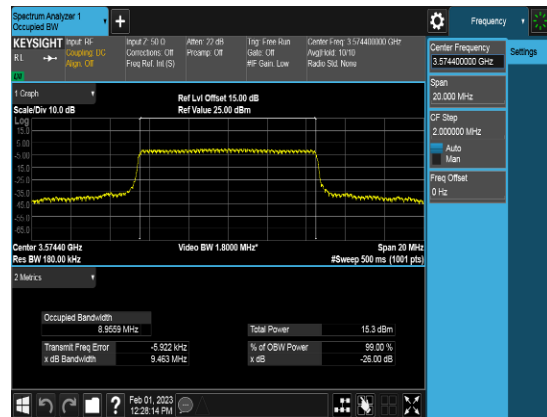 Spectrum Analyzer 1
Occupied BW
Frequency
KEYSIGHT
Input: RF
Coupling: DC
Align: Off
Input Z: 50 Ω
Corrections: Off
Freq Ref: Int (S)
Atten: 22 dB
Preamp: Off
Trig: Free Run
Gate: Off
#IF Gain: Low
Center Freq: 3.574400000 GHz
Avg|Hold: 10/10
Radio Std: None
RL
LU
Center Frequency
3.574400000 GHz
Settings
Span
20.000 MHz
CF Step
2.000000 MHz
Auto
Man
Freq Offset
0 Hz
1 Graph
Scale/Div 10.0 dB
Ref Lvl Offset 15.00 dB
Ref Value 25.00 dBm
Log
15.0
5.00
-5.00
-15.0
-25.0
-35.0
-45.0
-55.0
-65.0
Center 3.57440 GHz
Res BW 180.00 kHz
Video BW 1.8000 MHz*
Span 20 MHz
#Sweep 500 ms (1001 pts)
2 Metrics
Occupied Bandwidth
8.9559 MHz
Total Power 15.3 dBm
Transmit Freq Error -5.922 kHz
% of OBW Power 99.00 %
x dB Bandwidth 9.463 MHz
x dB -26.00 dB
Feb 01, 2023
12:28:14 PM